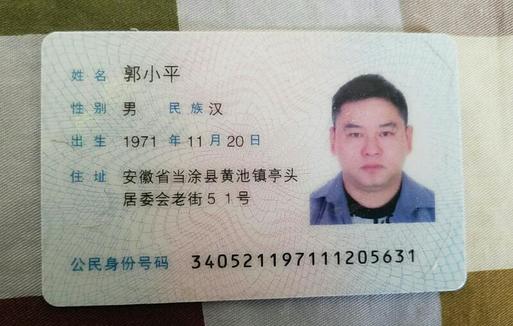 姓名 郭小平
性别 男 民族 汉
出生 1971 年 11 月 20 日
住址 安徽省当涂县黄池镇亭头
居委会老街51号
公民身份号码 340521197111205631